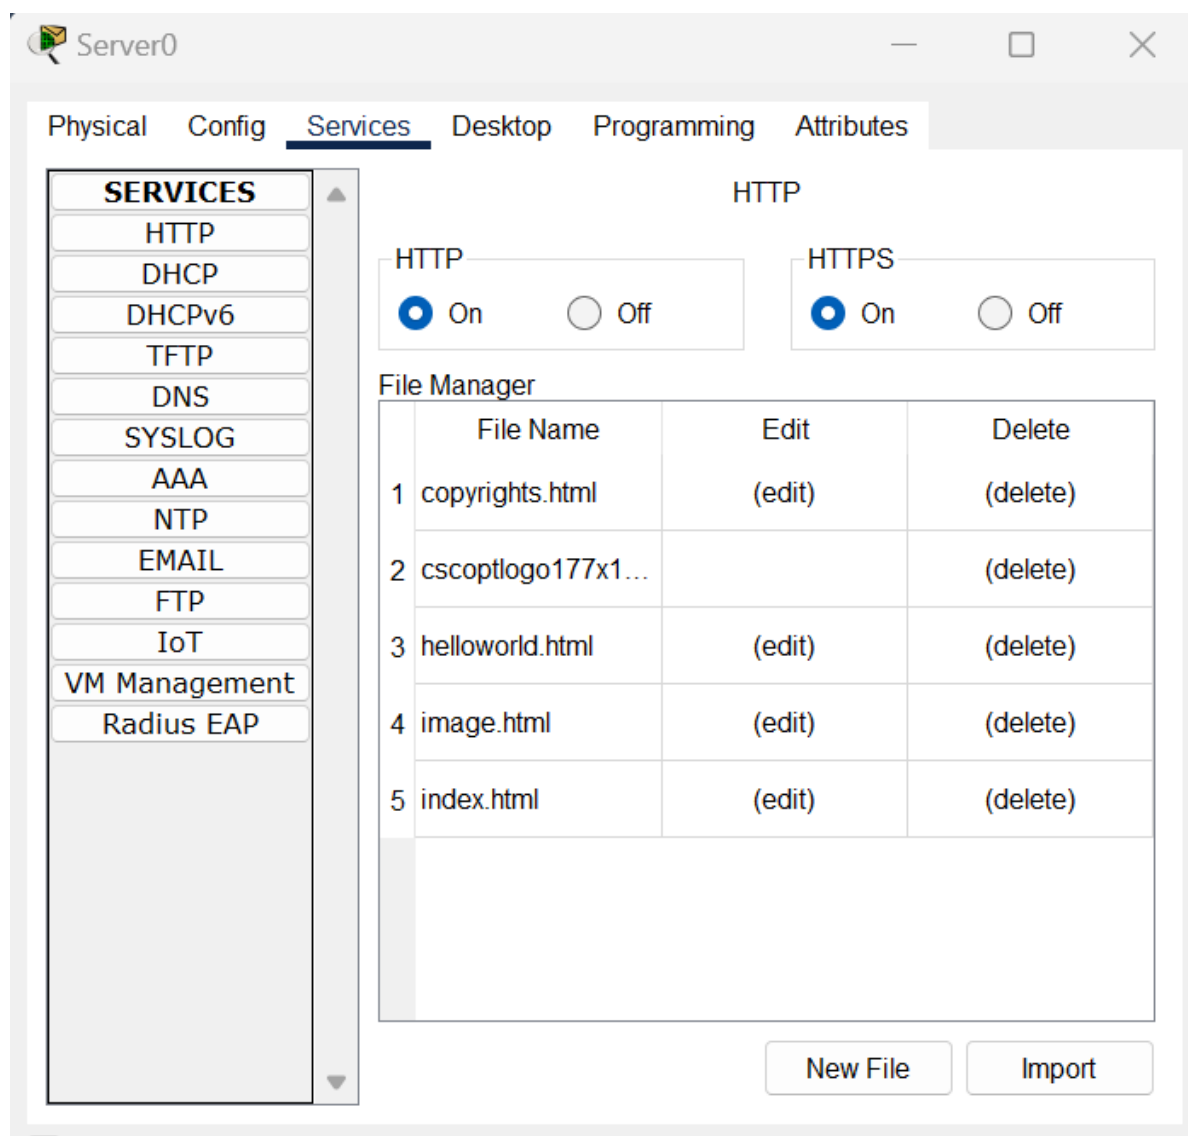 Server0
Physical Config Services Desktop Programming Attributes
SERVICES
HTTP
DHCP
DHCPv6
TFTP
DNS
SYSLOG
AAA
NTP
EMAIL
FTP
IoT
VM Management
Radius EAP
HTTP
HTTP
On Off
HTTPS
On Off
File Manager
File Name Edit Delete
1 copyrights.html (edit) (delete)
2 cscoptlogo177x1... (delete)
3 helloworld.html (edit) (delete)
4 image.html (edit) (delete)
5 index.html (edit) (delete)
New File Import